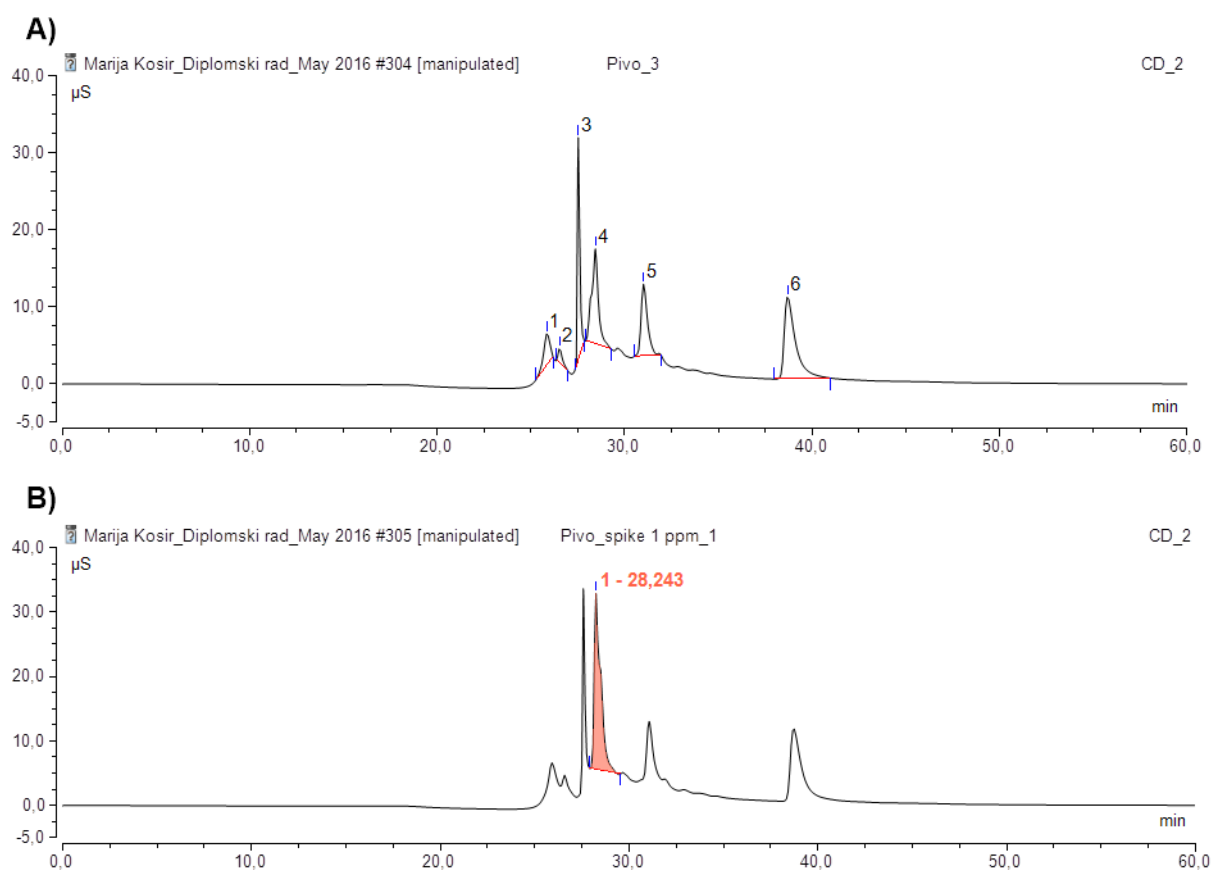 A)
Marija Kosir_Diplomski rad_May 2016 #304 [manipulated] Pivo_3 CD_2
40,0
µS
30,0
20,0
10,0
0,0
-5,0
1
2
3
4
5
6
min
0,0 10,0 20,0 30,0 40,0 50,0 60,0
B)
Marija Kosir_Diplomski rad_May 2016 #305 [manipulated] Pivo_spike 1 ppm_1 CD_2
40,0
µS
30,0
20,0
10,0
0,0
-5,0
1 - 28,243
min
0,0 10,0 20,0 30,0 40,0 50,0 60,0